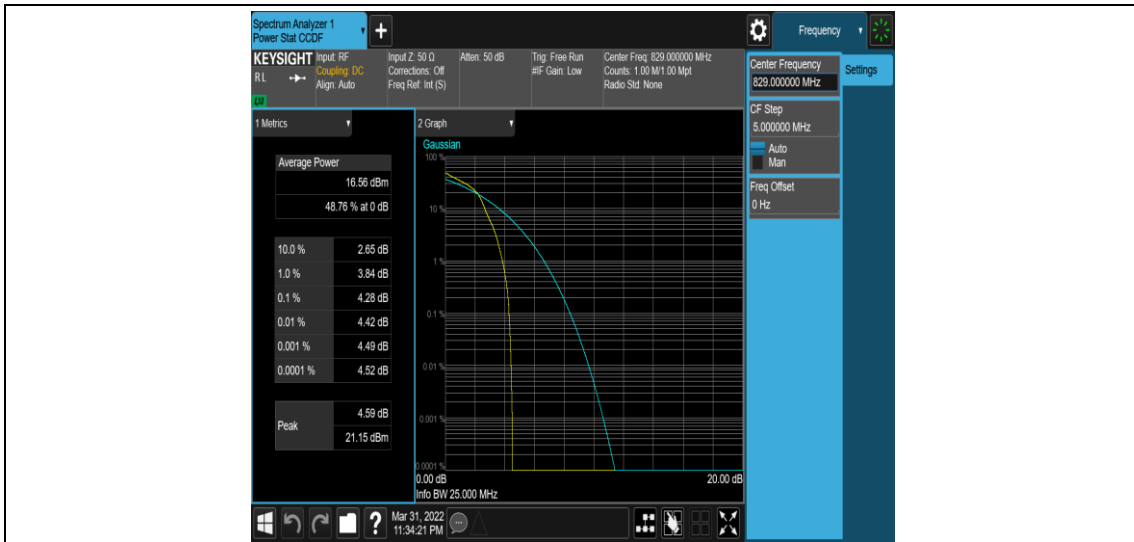 Spectrum Analyzer 1
Power Stat CCDF
+
Frequency
KEYSIGHT
RL
LXI
Input: RF
Coupling: DC
Align: Auto
Input Z: 50 Ω
Corrections: Off
Freq Ref: Int (S)
Atten: 50 dB
Trig: Free Run
#IF Gain: Low
Center Freq: 829.000000 MHz
Counts: 1.00 M/1.00 Mpt
Radio Std: None
Center Frequency
829.000000 MHz
Settings
CF Step
5.000000 MHz
Auto
Man
Freq Offset
0 Hz
1 Metrics
Average Power
16.56 dBm
48.76 % at 0 dB
10.0 % 2.65 dB
1.0 % 3.84 dB
0.1 % 4.28 dB
0.01 % 4.42 dB
0.001 % 4.49 dB
0.0001 % 4.52 dB
Peak
4.59 dB
21.15 dBm
2 Graph
Gaussian
100 %
10 %
1 %
0.1 %
0.01 %
0.001 %
0.0001 %
0.00 dB 20.00 dB
Info BW 25.000 MHz
?
Mar 31, 2022
11:34:21 PM